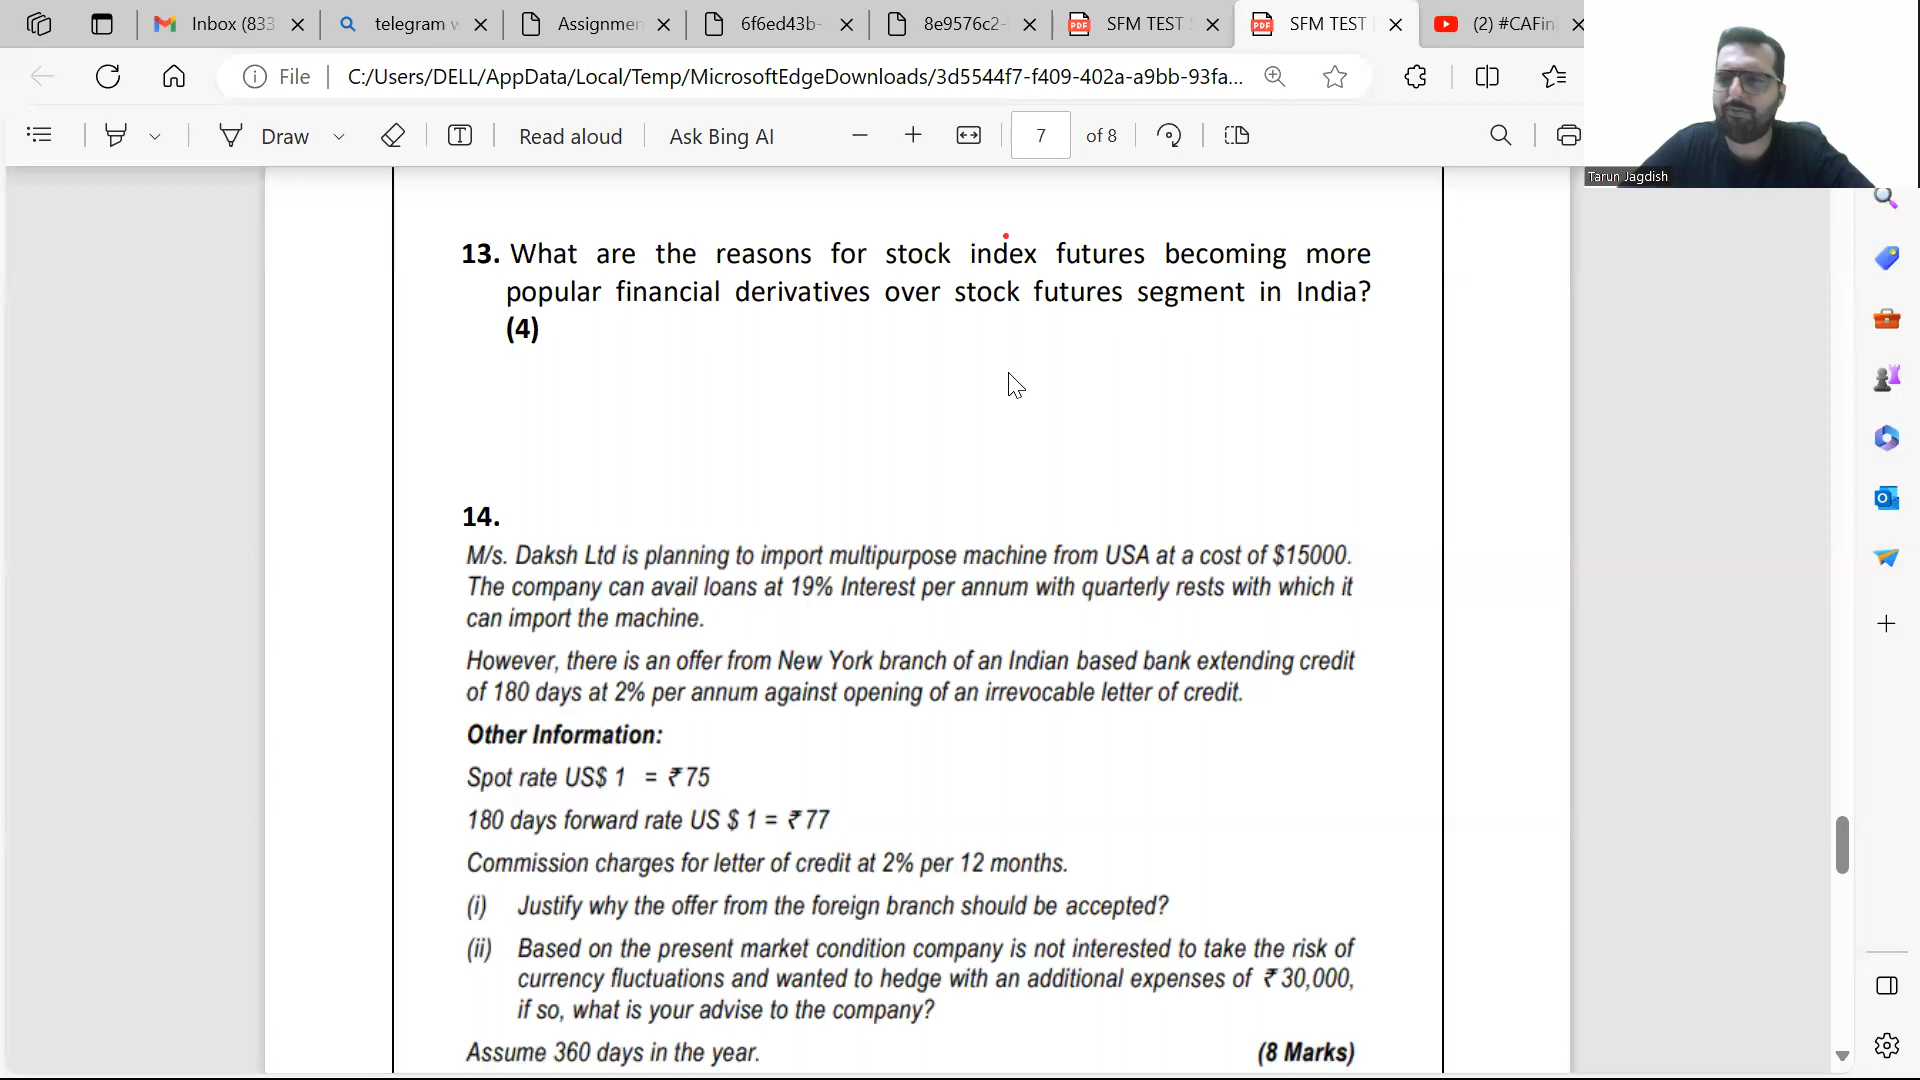 Inbox (833
telegram w
Assignmen
6f6ed43b-
8e9576c2-
SFM TEST
SFM TEST
(2) #CAFin
File
C:/Users/DELL/AppData/Local/Temp/MicrosoftEdgeDownloads/3d5544f7-f409-402a-a9bb-93fa...
Draw
Read aloud
Ask Bing AI
7
of 8
Tarun Jagdish
13. What are the reasons for stock index futures becoming more
popular financial derivatives over stock futures segment in India?
(4)
14.
M/s. Daksh Ltd is planning to import multipurpose machine from USA at a cost of $15000.
The company can avail loans at 19% Interest per annum with quarterly rests with which it
can import the machine.
However, there is an offer from New York branch of an Indian based bank extending credit
of 180 days at 2% per annum against opening of an irrevocable letter of credit.
Other Information:
Spot rate US$ 1 = ₹ 75
180 days forward rate US $ 1 = ₹ 77
Commission charges for letter of credit at 2% per 12 months.
(i) Justify why the offer from the foreign branch should be accepted?
(ii) Based on the present market condition company is not interested to take the risk of
currency fluctuations and wanted to hedge with an additional expenses of ₹ 30,000,
if so, what is your advise to the company?
Assume 360 days in the year. (8 Marks)